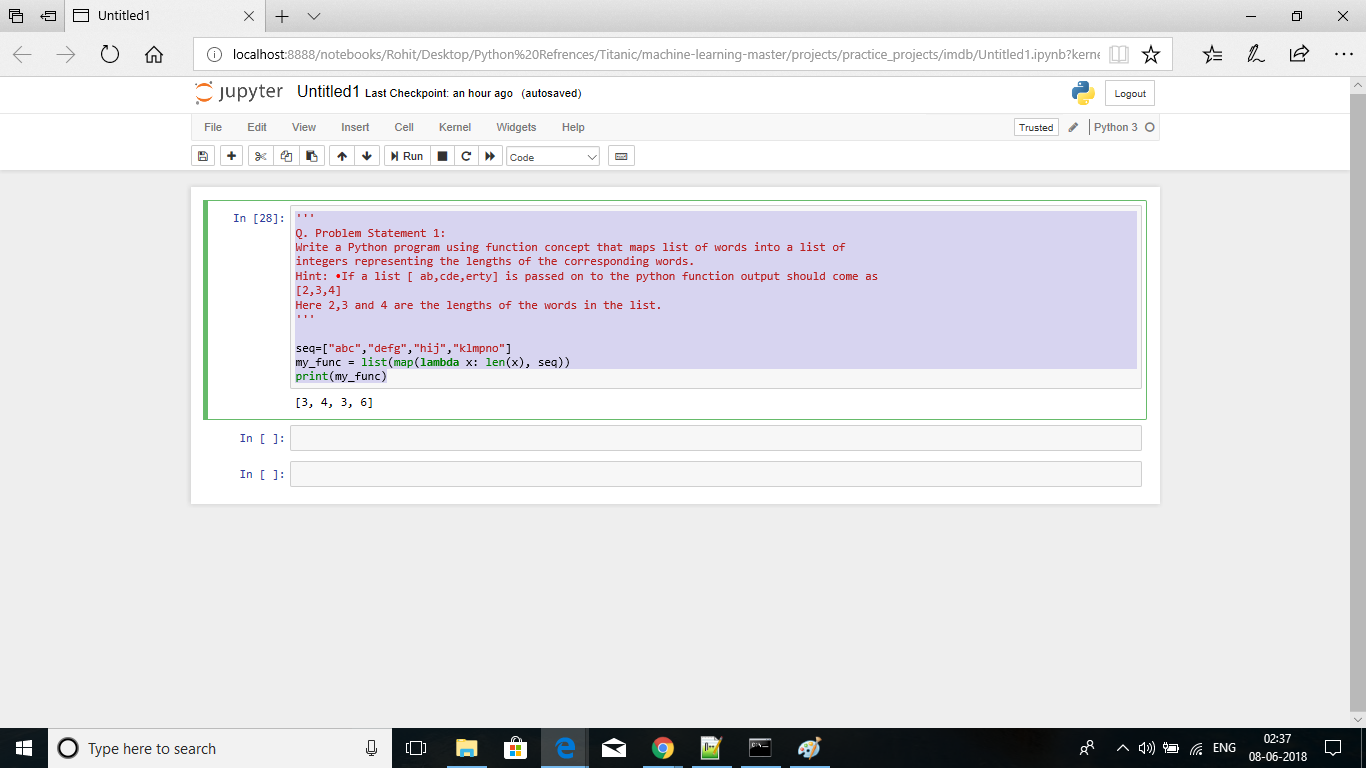 Untitled1
localhost:8888/notebooks/Rohit/Desktop/Python%20Refrences/Titanic/machine-learning-master/projects/practice_projects/imdb/Untitled1.ipynb?kerne
jupyter Untitled1 Last Checkpoint: an hour ago (autosaved)
Logout
File Edit View Insert Cell Kernel Widgets Help
Trusted Python 3
Run Code
In [28]:
'''
Q. Problem Statement 1:
Write a Python program using function concept that maps list of words into a list of
integers representing the lengths of the corresponding words.
Hint: •If a list [ ab,cde,erty] is passed on to the python function output should come as
[2,3,4]
Here 2,3 and 4 are the lengths of the words in the list.
'''
seq=["abc","defg","hij","klmpno"]
my_func = list(map(lambda x: len(x), seq))
print(my_func)
[3, 4, 3, 6]
In [ ]:
In [ ]:
Type here to search
ENG
02:37
08-06-2018